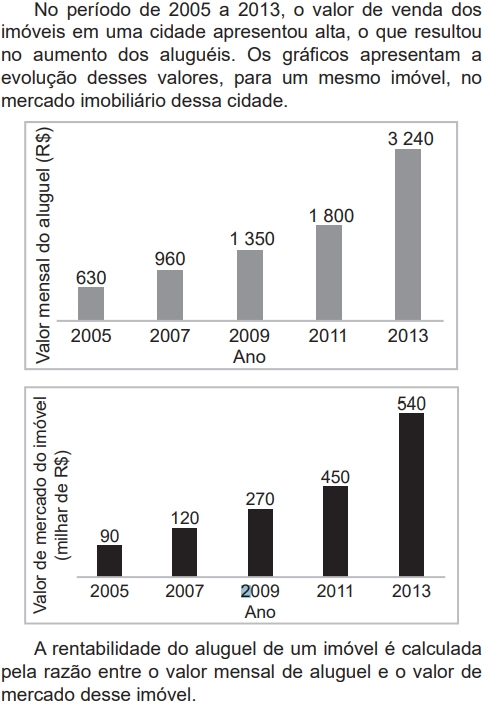 No período de 2005 a 2013, o valor de venda dos
imóveis em uma cidade apresentou alta, o que resultou
no aumento dos aluguéis. Os gráficos apresentam a
evolução desses valores, para um mesmo imóvel, no
mercado imobiliário dessa cidade.
Valor mensal do aluguel (R$)
630
960
1 350
1 800
3 240
2005 2007 2009 2011 2013
Ano
Valor de mercado do imóvel
(milhar de R$)
90
120
270
450
540
2005 2007 2009 2011 2013
Ano
A rentabilidade do aluguel de um imóvel é calculada
pela razão entre o valor mensal de aluguel e o valor de
mercado desse imóvel.